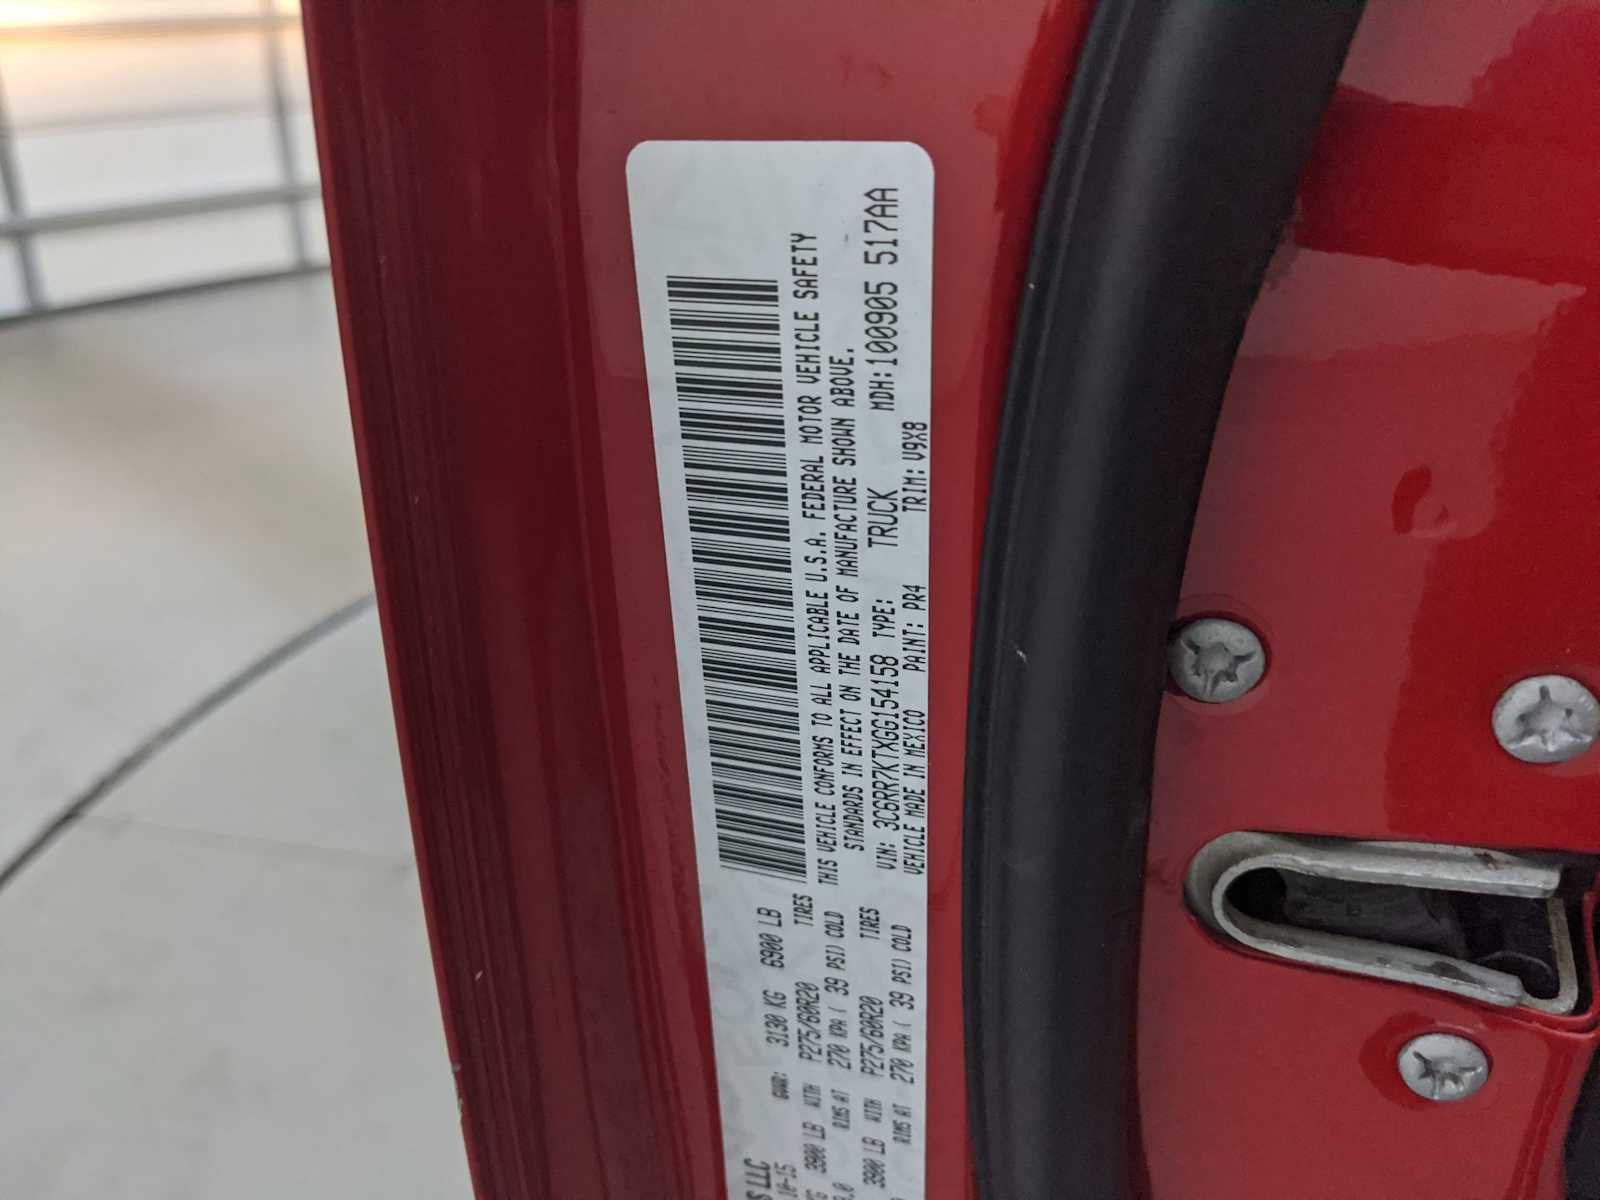 S LLC
10-15 GVWR: 3130 KG 6900 LB
3900 LB WITH P275/60R20 TIRES
RIMS AT 270 KPA ( 39 PSI) COLD
3900 LB WITH P275/60R20 TIRES
RIMS AT 270 KPA ( 39 PSI) COLD
THIS VEHICLE CONFORMS TO ALL APPLICABLE U.S.A. FEDERAL MOTOR VEHICLE SAFETY
STANDARDS IN EFFECT ON THE DATE OF MANUFACTURE SHOWN ABOVE.
VIN: 3C6RR7KTXGG154158 TYPE: TRUCK MDH:100905 517AA
VEHICLE MADE IN MEXICO PAINT: PR4 TRIM: V9X8